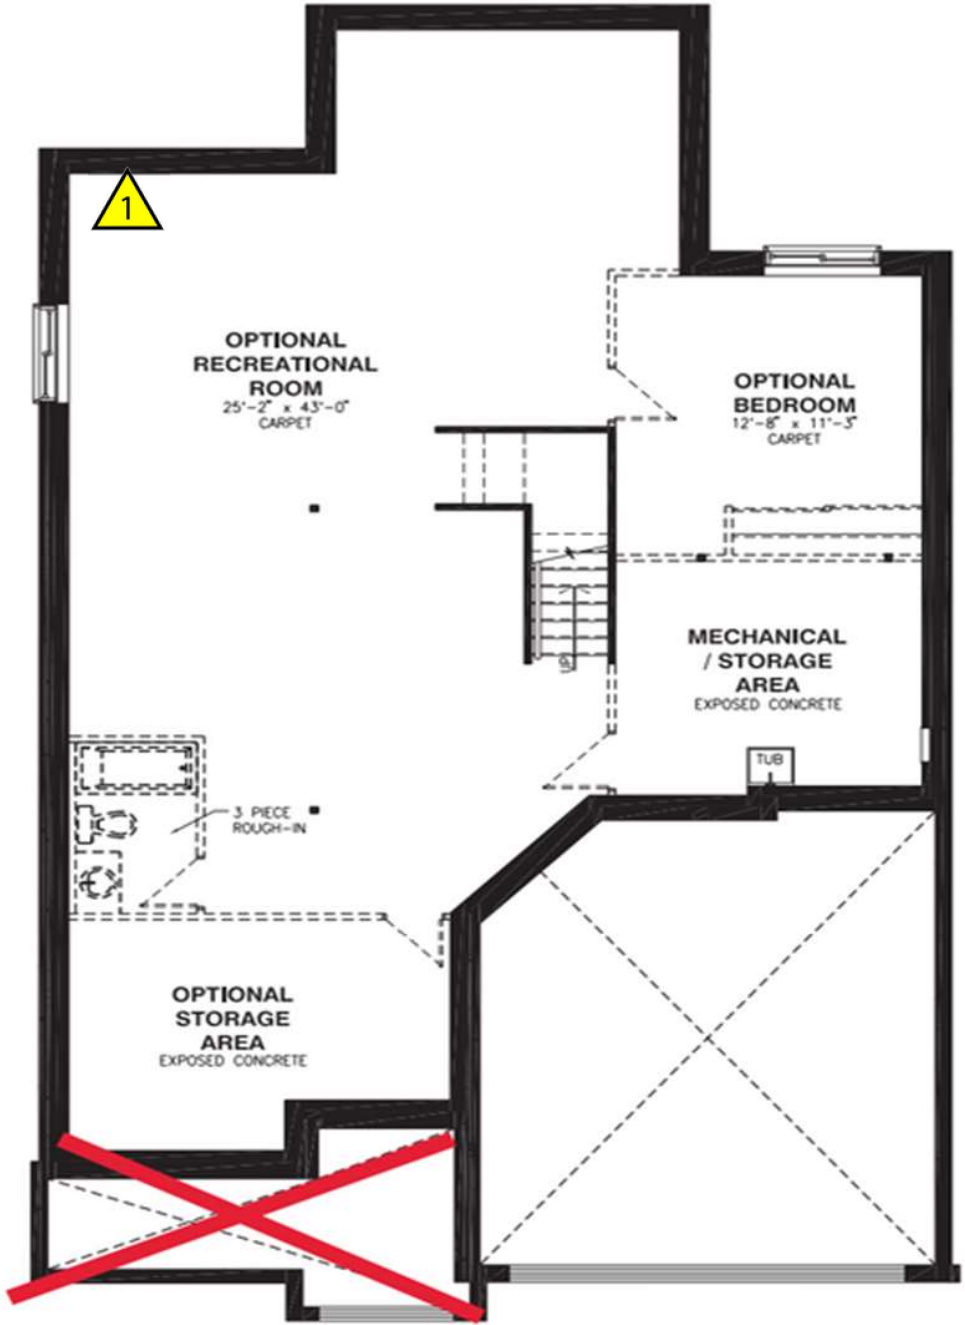 1
OPTIONAL
RECREATIONAL
ROOM
25'-2" x 43'-0"
CARPET
OPTIONAL
BEDROOM
12'-8" x 11'-3"
CARPET
UP
MECHANICAL
/ STORAGE
AREA
EXPOSED CONCRETE
TUB
3 PIECE
ROUGH-IN
OPTIONAL
STORAGE
AREA
EXPOSED CONCRETE